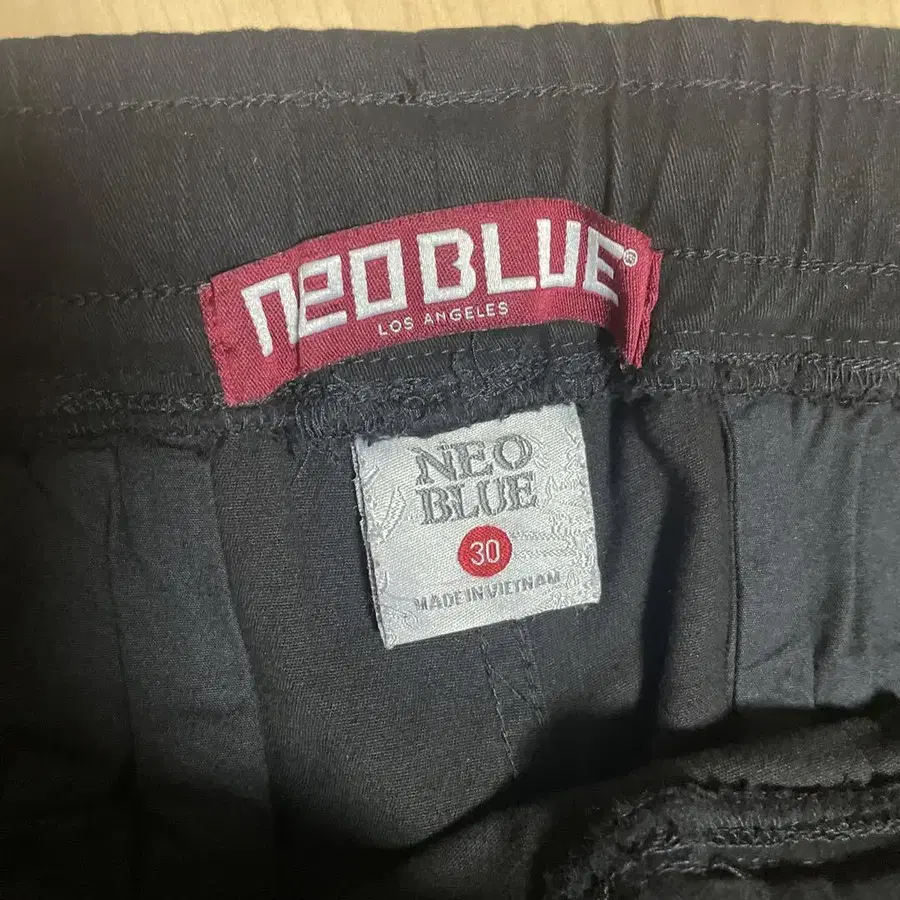 NEOBLUE®
LOS ANGELES
NEO
BLUE
30
MADE IN VIETNAM